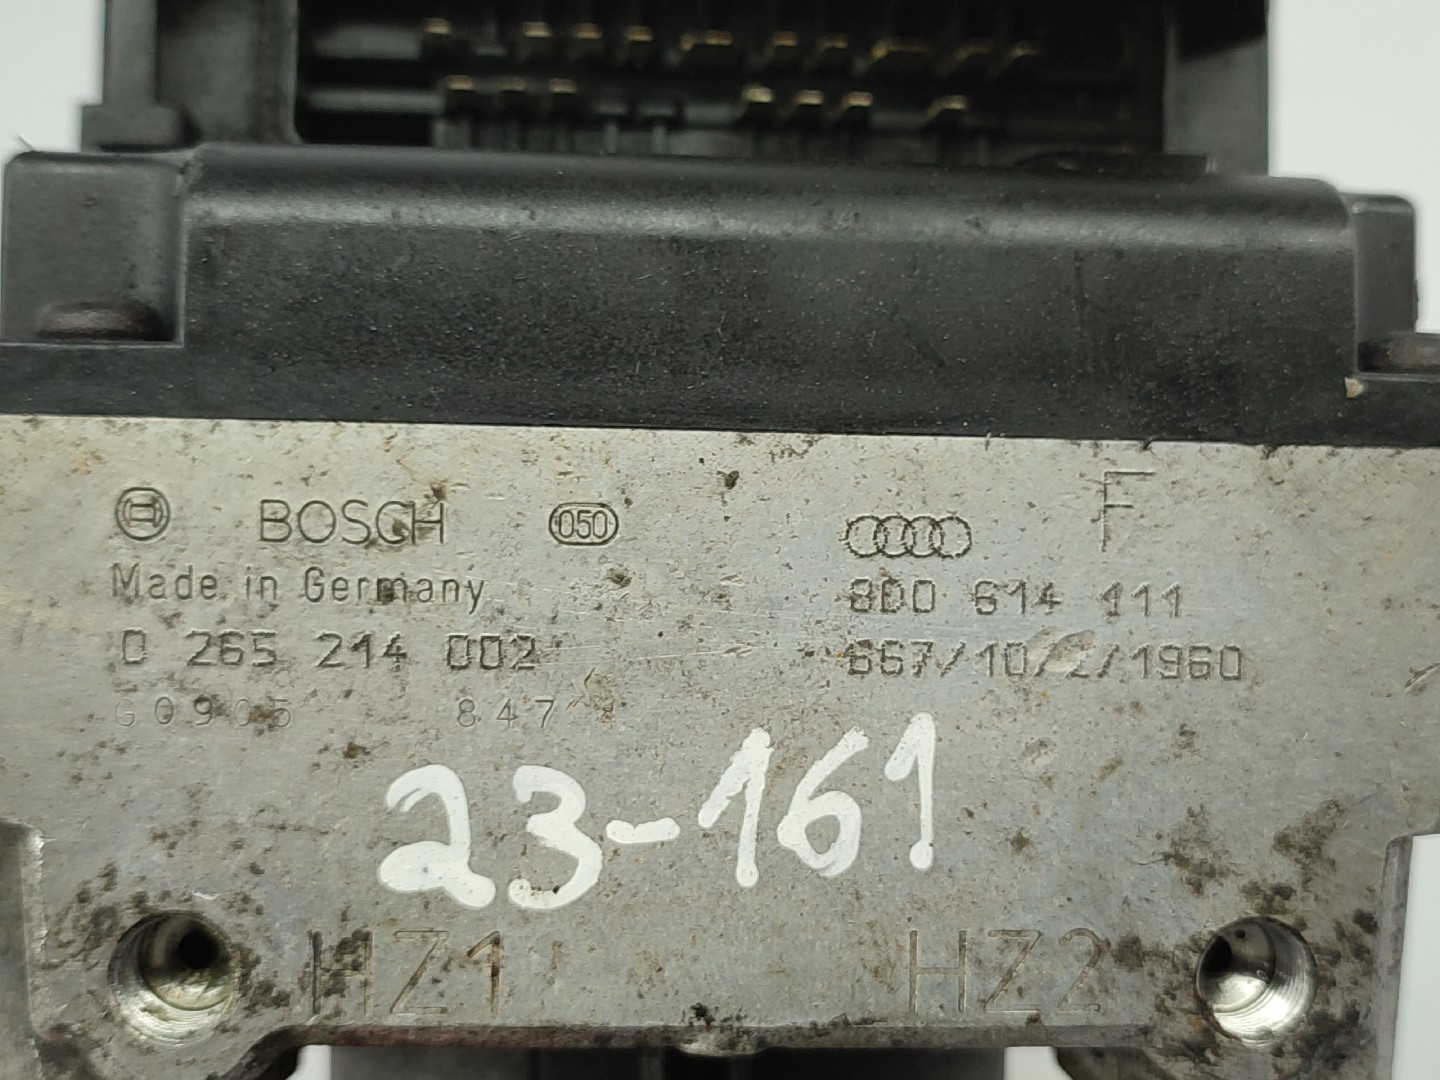 BOSCH 050 F
Made in Germany 8D0 614 111
0 265 214 002 667/10/2/1960
G0905 847
23-161
HZ1 HZ2